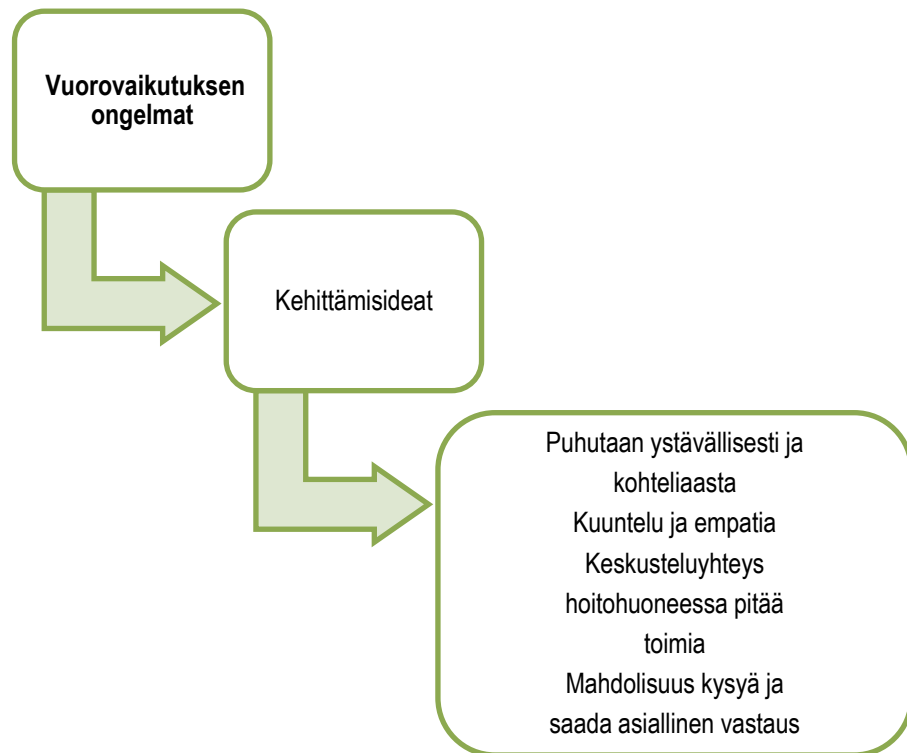 Vuorovaikutuksen
ongelmat
Kehittämisideat
Puhutaan ystävällisesti ja
kohteliaasta
Kuuntelu ja empatia
Keskusteluyhteys
hoitohuoneessa pitää
toimia
Mahdolisuus kysyä ja
saada asiallinen vastaus